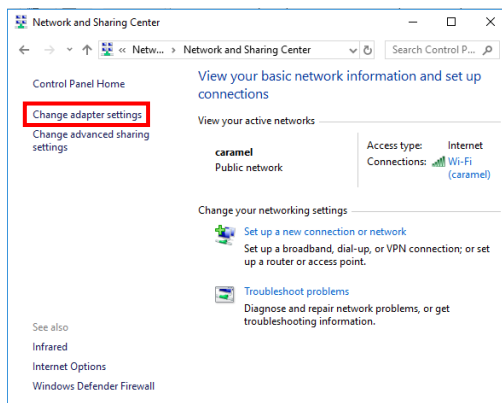 Network and Sharing Center
« Netw... › Network and Sharing Center
Search Control P...
Control Panel Home
Change adapter settings
Change advanced sharing
settings
See also
Infrared
Internet Options
Windows Defender Firewall
View your basic network information and set up
connections
View your active networks
caramel
Public network
Access type: Internet
Connections: Wi-Fi
(caramel)
Change your networking settings
Set up a new connection or network
Set up a broadband, dial-up, or VPN connection; or set
up a router or access point.
Troubleshoot problems
Diagnose and repair network problems, or get
troubleshooting information.